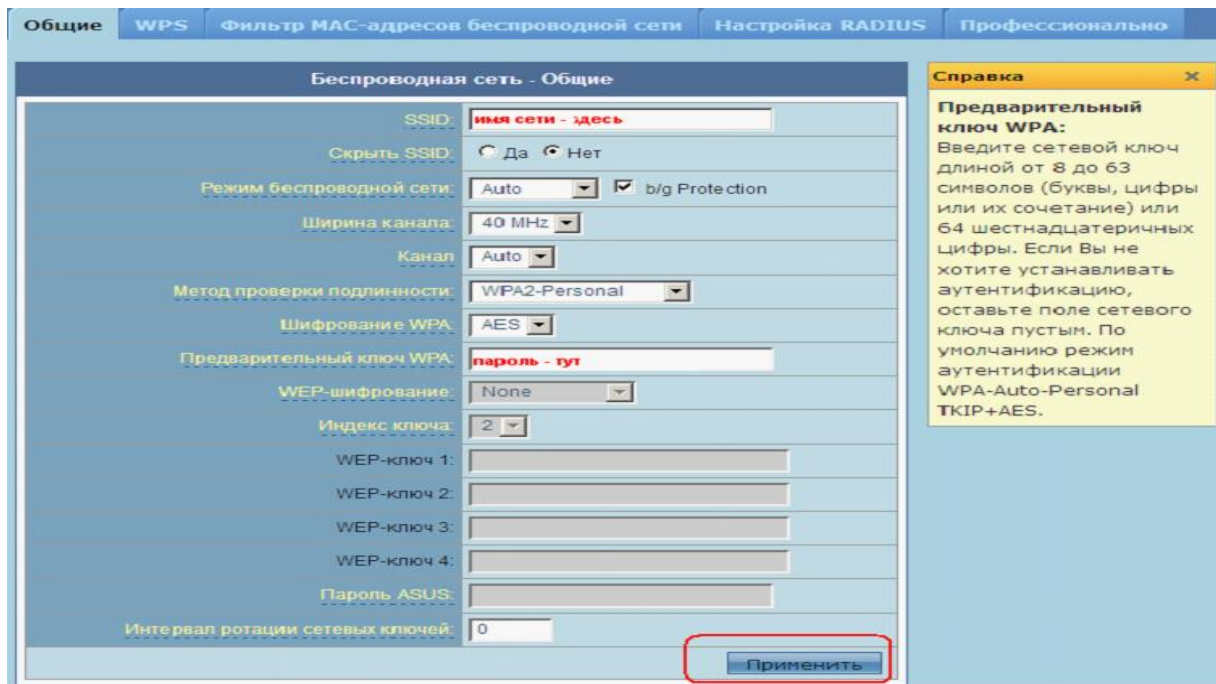 Общие WPS Фильтр MAC-адресов беспроводной сети Настройка RADIUS Профессионально
Беспроводная сеть - Общие
SSID: имя сети - здесь
Скрыть SSID: Да Нет
Режим беспроводной сети: Auto b/g Protection
Ширина канала: 40 MHz
Канал Auto
Метод проверки подлинности: WPA2-Personal
Шифрование WPA: AES
Предварительный ключ WPA: пароль - тут
WEP-шифрование: None
Индекс ключа: 2
WEP-ключ 1:
WEP-ключ 2:
WEP-ключ 3:
WEP-ключ 4:
Пароль ASUS:
Интервал ротации сетевых ключей: 0
Применить
Справка
Предварительный
ключ WPA:
Введите сетевой ключ
длиной от 8 до 63
символов (буквы, цифры
или их сочетание) или
64 шестнадцатеричных
цифры. Если Вы не
хотите устанавливать
аутентификацию,
оставьте поле сетевого
ключа пустым. По
умолчанию режим
аутентификации
WPA-Auto-Personal
TKIP+AES.